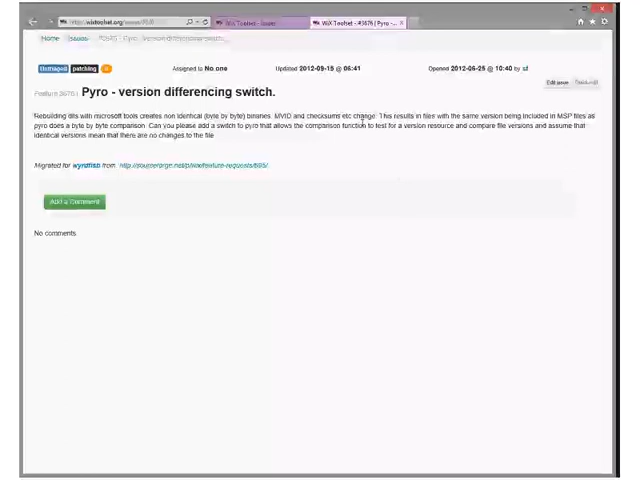 WiX Toolset - Issues
WiX Toolset - #3676 | Pyro - ...
Home Issues
Untriaged patching
Assigned to No one
Updated 2012-09-15 @ 06:41
Opened 2012-06-25 @ 10:40 by
Edit issue
Feature 3676 |
Pyro - version differencing switch.
Rebuilding dlls with microsoft tools creates non identical (byte by byte) binaries. MVID and checksums etc change. This results in files with the same version being included in MSP files as
pyro does a byte by byte comparison. Can you please add a switch to pyro that allows the comparison function to test for a version resource and compare file versions and assume that
identical versions mean that there are no changes to the file
Migrated for wyrdfish from:
Add a Comment
No comments